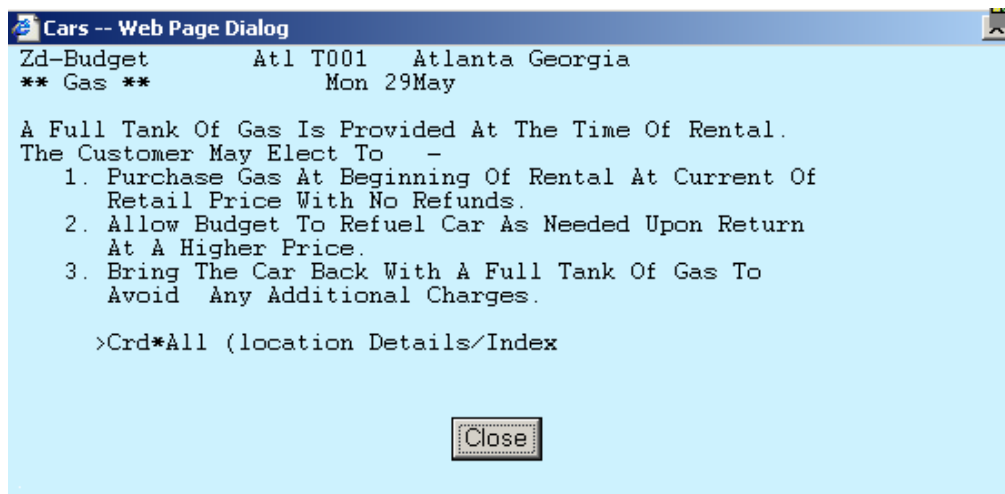 Cars -- Web Page Dialog
Zd-Budget Atl T001 Atlanta Georgia
** Gas ** Mon 29May
A Full Tank Of Gas Is Provided At The Time Of Rental.
The Customer May Elect To –
1. Purchase Gas At Beginning Of Rental At Current Of
Retail Price With No Refunds.
2. Allow Budget To Refuel Car As Needed Upon Return
At A Higher Price.
3. Bring The Car Back With A Full Tank Of Gas To
Avoid Any Additional Charges.
>Crd*All (location Details/Index
Close